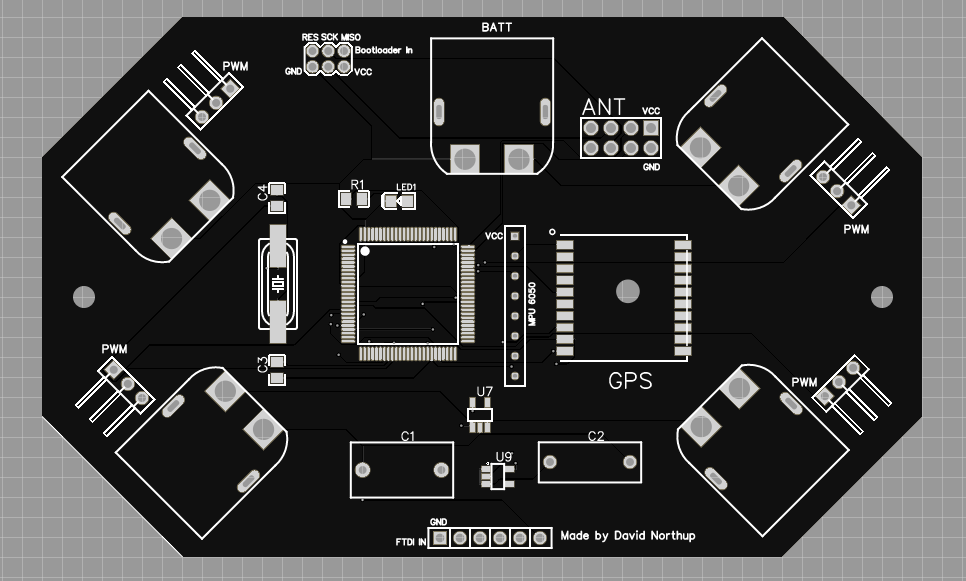 BATT
RES SCK MISO
Bootloader In
GND
VCC
PWM
ANT
VCC
GND
C4
R1
LED1
PWM
VCC
MPU 6050
PWM
C3
GPS
PWM
U7
C1
C2
U9
GND
FTDI IN
Made by David Northup